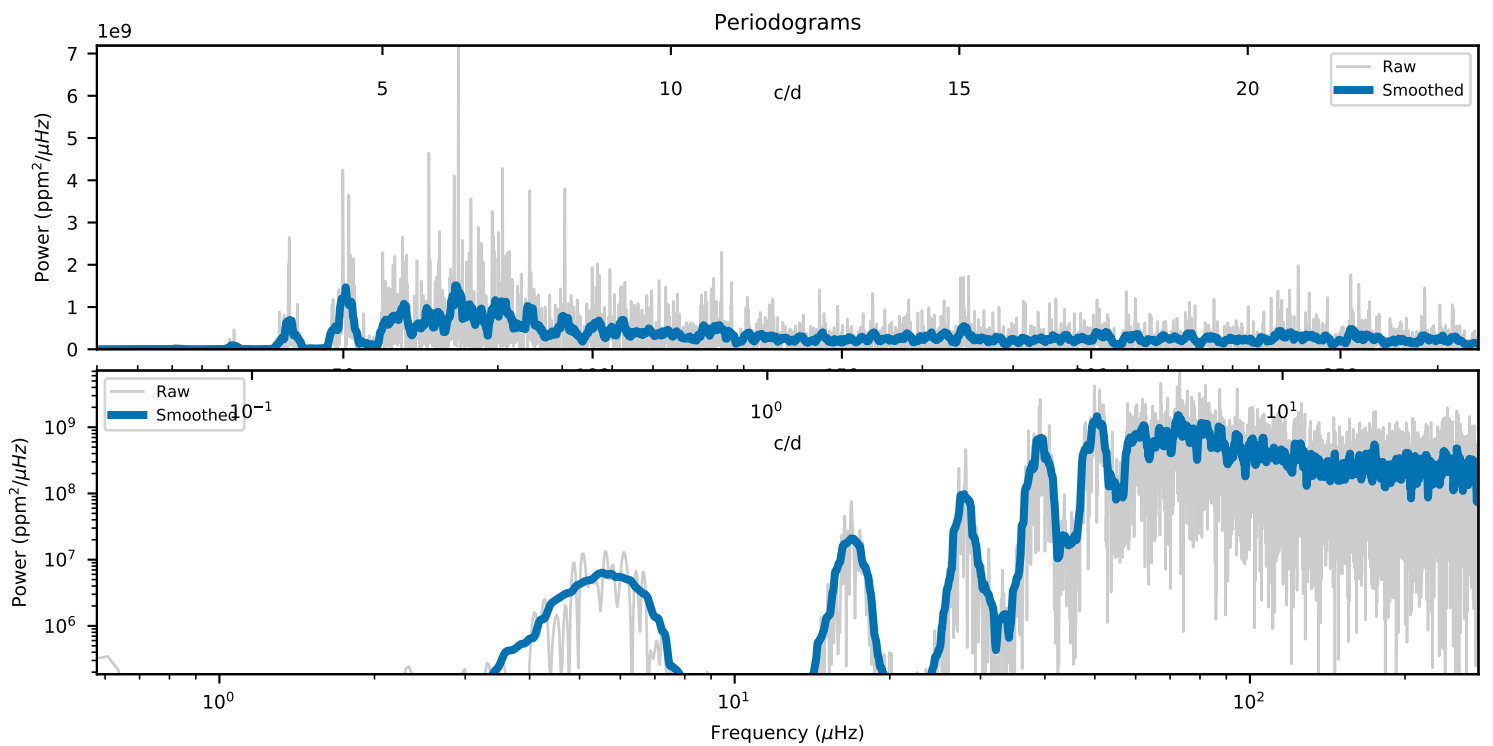 Periodograms
1e9
7
6
5
4
3
2
1
0
Power (ppm²/μHz)
5 10 15 20
c/d
Raw
Smoothed
Raw
Smoothed
10⁻¹ 10⁰ 10¹
c/d
10⁹
10⁸
10⁷
10⁶
Power (ppm²/μHz)
10⁰ 10¹ 10²
Frequency (μHz)